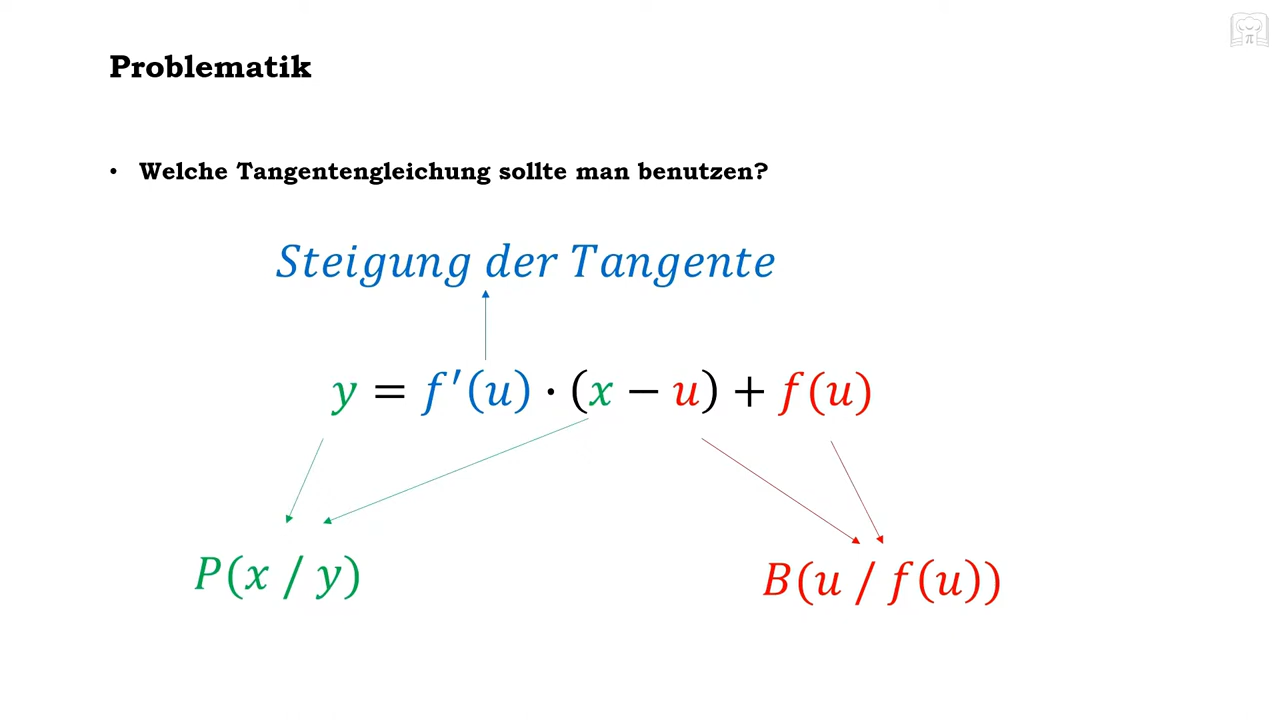 Problematik
• Welche Tangentengleichung sollte man benutzen?
Steigung der Tangente
y = f′(u) · (x − u) + f(u)
P(x / y)
B(u / f(u))
π